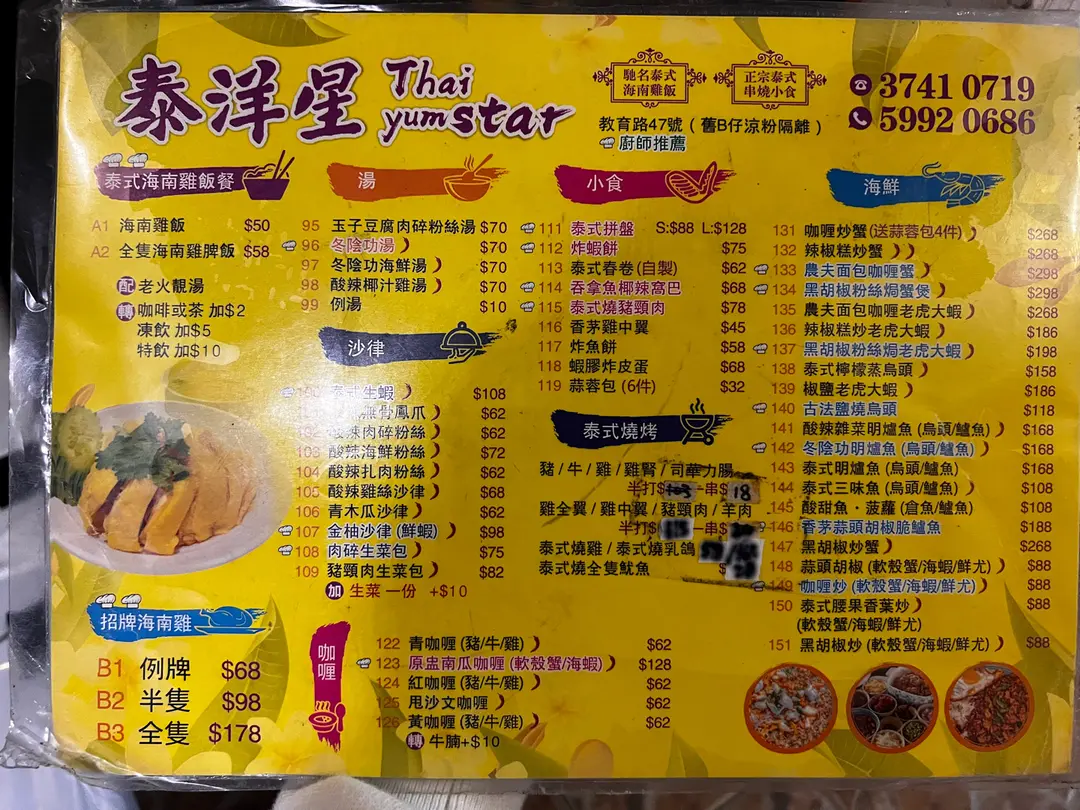 泰洋星 Thai yumstar
馳名泰式
海南雞飯
正宗泰式
串燒小食
3741 0719
5992 0686
教育路47號（舊B仔涼粉隔離）
廚師推薦
泰式海南雞飯餐
A1 海南雞飯 $50
A2 全隻海南雞脾飯 $58
配 老火靚湯
轉 咖啡或茶 加$2
凍飲 加$5
特飲 加$10
招牌海南雞
B1 例牌 $68
B2 半隻 $98
B3 全隻 $178
湯
95 玉子豆腐肉碎粉絲湯 $70
96 冬陰功湯 $70
97 冬陰功海鮮湯 $70
98 酸辣椰汁雞湯 $70
99 例湯 $10
沙律
100 泰式生蝦 $108
無骨鳳爪 $62
102 酸辣肉碎粉絲 $62
103 酸辣海鮮粉絲 $72
104 酸辣扎肉粉絲 $62
105 酸辣雞絲沙律 $68
106 青木瓜沙律 $62
107 金柚沙律 (鮮蝦) $98
108 肉碎生菜包 $75
109 豬頸肉生菜包 $82
加 生菜一份 +$10
小食
111 泰式拼盤 S:$88 L:$128
112 炸蝦餅 $75
113 泰式春卷 (自製) $62
114 吞拿魚椰辣窩巴 $68
115 泰式燒豬頸肉 $78
116 香茅雞中翼 $45
117 炸魚餅 $58
118 蝦膠炸皮蛋 $68
119 蒜蓉包 (6件) $32
泰式燒烤
豬 / 牛 / 雞 / 雞腎 / 司華力腸
半打$ 一串$ 18
雞全翼 / 雞中翼 / 豬頸肉 / 羊肉
半打$ 一串$
泰式燒雞 / 泰式燒乳鴿
泰式燒全隻魷魚 $
咖喱
122 青咖喱 (豬/牛/雞) $62
123 原盅南瓜咖喱 (軟殼蟹/海蝦) $128
124 紅咖喱 (豬/牛/雞) $62
125 甩沙文咖喱 $62
126 黃咖喱 (豬/牛/雞) $62
轉 牛腩+$10
海鮮
131 咖喱炒蟹 (送蒜蓉包4件) $268
132 辣椒糕炒蟹 $268
133 農夫面包咖喱蟹 $298
134 黑胡椒粉絲焗蟹煲 $298
135 農夫面包咖喱老虎大蝦 $268
136 辣椒糕炒老虎大蝦 $186
137 黑胡椒粉絲焗老虎大蝦 $198
138 泰式檸檬蒸烏頭 $158
139 椒鹽老虎大蝦 $186
140 古法鹽燒烏頭 $118
141 酸辣雜菜明爐魚 (烏頭/鱸魚) $168
142 冬陰功明爐魚 (烏頭/鱸魚) $168
143 泰式明爐魚 (烏頭/鱸魚) $168
144 泰式三味魚 (烏頭/鱸魚) $108
145 酸甜魚・菠蘿 (倉魚/鱸魚) $108
146 香茅蒜頭胡椒脆鱸魚 $188
147 黑胡椒炒蟹 $268
148 蒜頭胡椒 (軟殼蟹/海蝦/鮮尤) $88
149 咖喱炒 (軟殼蟹/海蝦/鮮尤) $88
150 泰式腰果香葉炒 $88
(軟殼蟹/海蝦/鮮尤)
151 黑胡椒炒 (軟殼蟹/海蝦/鮮尤) $88